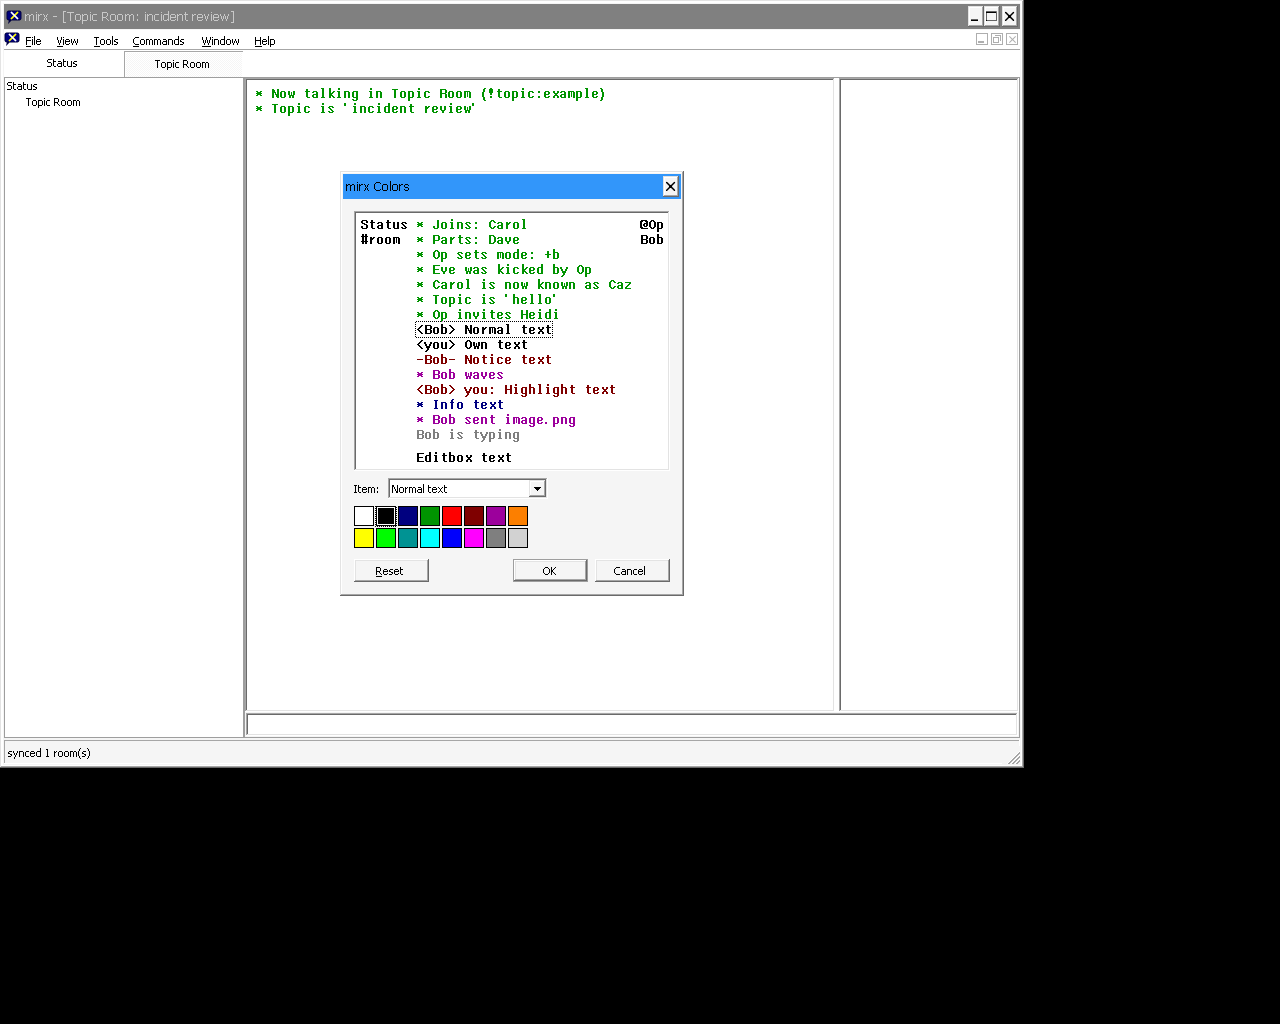 mirx - [Topic Room: incident review]
File View Tools Commands Window Help
Status Topic Room
Status
Topic Room
* Now talking in Topic Room (!topic:example)
* Topic is 'incident review'
mirx Colors
Status * Joins: Carol @Op
#room * Parts: Dave Bob
* Op sets mode: +b
* Eve was kicked by Op
* Carol is now known as Caz
* Topic is 'hello'
* Op invites Heidi
<Bob> Normal text
<you> Own text
-Bob- Notice text
* Bob waves
<Bob> you: Highlight text
* Info text
* Bob sent image.png
Bob is typing
Editbox text
Item: Normal text
Reset OK Cancel
synced 1 room(s)